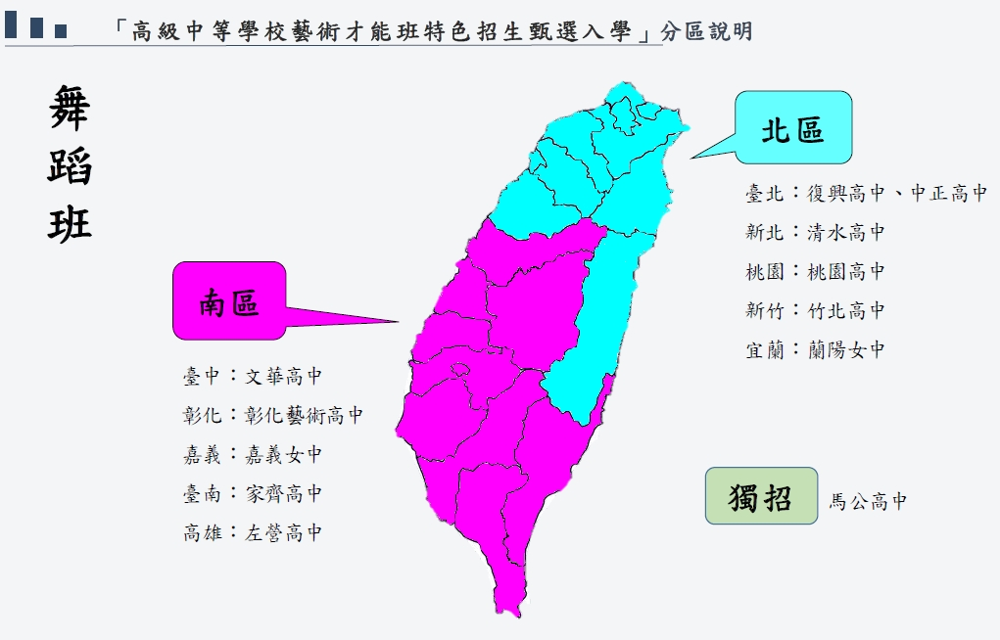 「高級中等學校藝術才能班特色招生甄選入學」分區說明
舞蹈班
北區
臺北：復興高中、中正高中
新北：清水高中
桃園：桃園高中
新竹：竹北高中
宜蘭：蘭陽女中
南區
臺中：文華高中
彰化：彰化藝術高中
嘉義：嘉義女中
臺南：家齊高中
高雄：左營高中
獨招
馬公高中